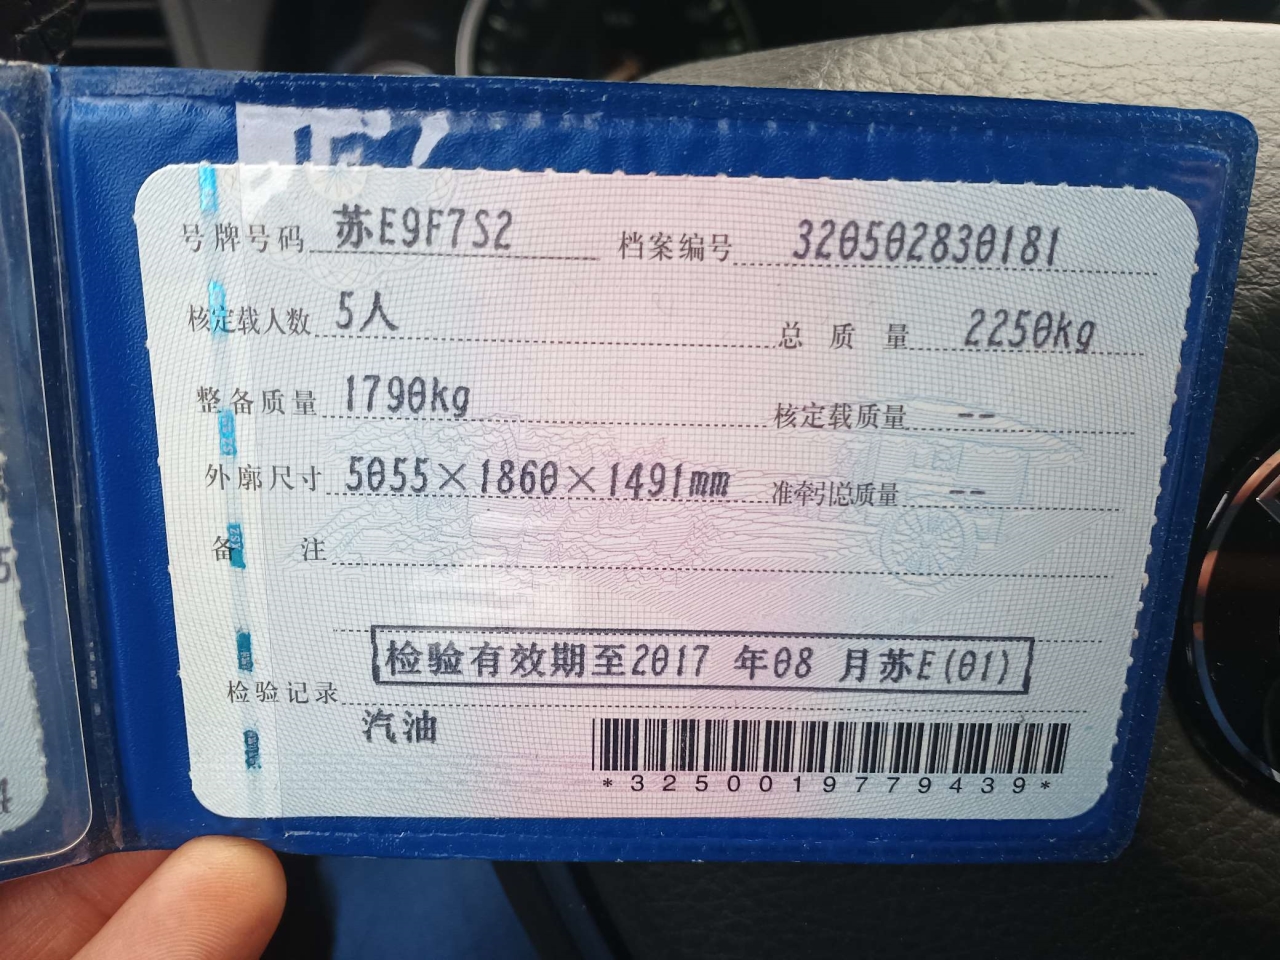 号牌号码 苏E9F7S2 档案编号 320502830181
核定载人数 5人 总质量 2250kg
整备质量 1790kg 核定载质量 --
外廓尺寸 5055×1860×1491mm 准牵引总质量 --
备注
检验有效期至2017 年08 月苏E(01)
检验记录
汽油
*3250019779439*